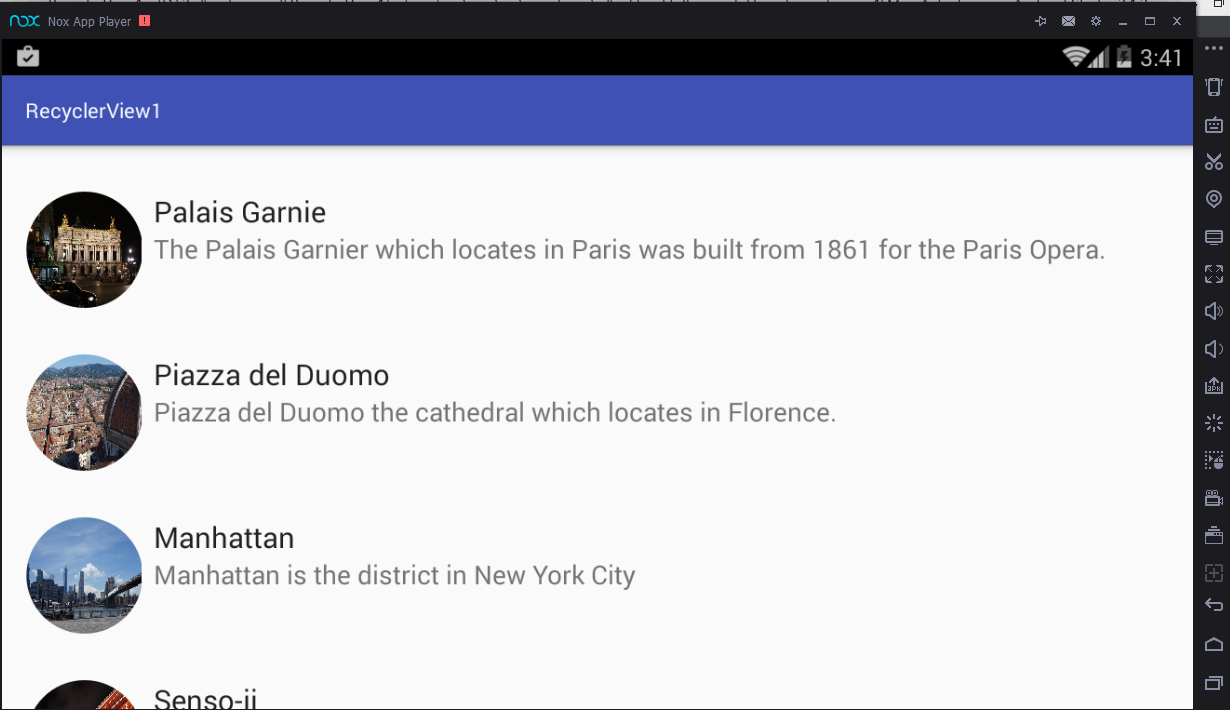 nox Nox App Player
3:41
RecyclerView1
Palais Garnie
The Palais Garnier which locates in Paris was built from 1861 for the Paris Opera.
Piazza del Duomo
Piazza del Duomo the cathedral which locates in Florence.
Manhattan
Manhattan is the district in New York City
Senso-ji